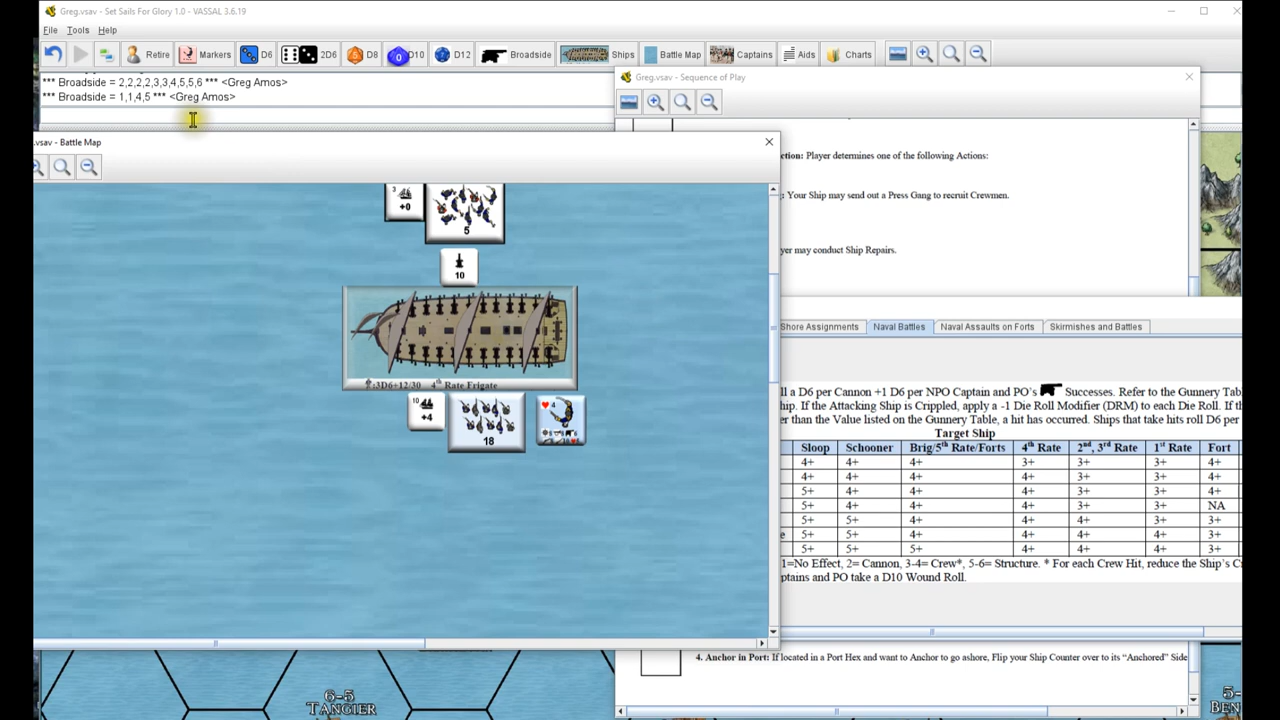 Greg.vsav - Set Sails For Glory 1.0 - VASSAL 3.6.19
File Tools Help
Retire Markers D6 2D6 D8 D10 D12 Broadside Ships Battle Map Captains Aids Charts
*** Broadside = 2,2,2,2,3,3,4,5,5,6 *** <Greg Amos>
*** Broadside = 1,1,4,5 *** <Greg Amos>
Greg.vsav - Sequence of Play
.vsav - Battle Map
ction: Player determines one of the following Actions:
: Your Ship may send out a Press Gang to recruit Crewmen.
yer may conduct Ship Repairs.
3
+0
5
10
:3D6+12/30 4th Rate Frigate
10
+4
18
4
Shore Assignments Naval Battles Naval Assaults on Forts Skirmishes and Battles
ll a D6 per Cannon +1 D6 per NPO Captain and PO's Successes. Refer to the Gunnery Tab
hip. If the Attacking Ship is Crippled, apply a -1 Die Roll Modifier (DRM) to each Die Roll. If th
er than the Value listed on the Gunnery Table, a hit has occurred. Ships that take hits roll D6 per
Target Ship
Sloop Schooner Brig/5th Rate/Forts 4th Rate 2nd, 3rd Rate 1st Rate Fort
4+ 4+ 4+ 3+ 3+ 3+ 4+
4+ 4+ 4+ 4+ 3+ 3+ 4+
5+ 4+ 4+ 4+ 3+ 3+ 4+
5+ 4+ 4+ 4+ 3+ 3+ NA
5+ 5+ 4+ 4+ 4+ 3+ 3+
e 5+ 5+ 4+ 4+ 4+ 4+ 3+
5+ 5+ 5+ 4+ 4+ 4+ 3+
1=No Effect, 2= Cannon, 3-4= Crew*, 5-6= Structure. * For each Crew Hit, reduce the Ship's C
ptains and PO take a D10 Wound Roll.
4. Anchor in Port: If located in a Port Hex and want to Anchor to go ashore, Flip your Ship Counter over to its “Anchored” Side
6-5
TANGIER
5-
BEN